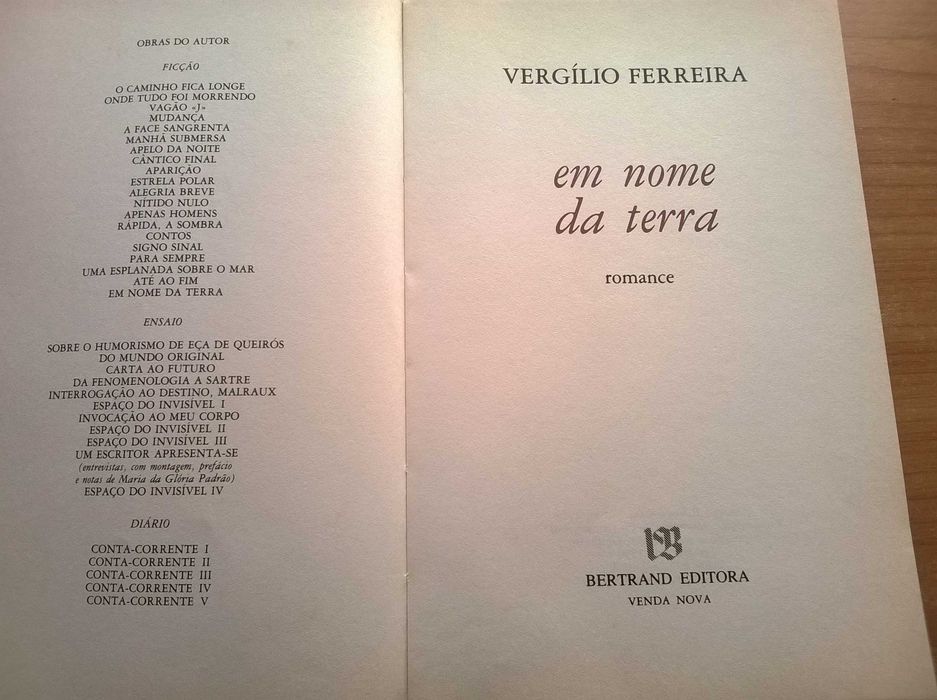 OBRAS DO AUTOR
FICÇÃO
O CAMINHO FICA LONGE
ONDE TUDO FOI MORRENDO
VAGÃO «J»
MUDANÇA
A FACE SANGRENTA
MANHÃ SUBMERSA
APELO DA NOITE
CÂNTICO FINAL
APARIÇÃO
ESTRELA POLAR
ALEGRIA BREVE
NÍTIDO NULO
APENAS HOMENS
RÁPIDA, A SOMBRA
CONTOS
SIGNO SINAL
PARA SEMPRE
UMA ESPLANADA SOBRE O MAR
ATÉ AO FIM
EM NOME DA TERRA
ENSAIO
SOBRE O HUMORISMO DE EÇA DE QUEIRÓS
DO MUNDO ORIGINAL
CARTA AO FUTURO
DA FENOMENOLOGIA A SARTRE
INTERROGAÇÃO AO DESTINO, MALRAUX
ESPAÇO DO INVISÍVEL I
INVOCAÇÃO AO MEU CORPO
ESPAÇO DO INVISÍVEL II
ESPAÇO DO INVISÍVEL III
UM ESCRITOR APRESENTA-SE
(entrevistas, com montagem, prefácio
e notas de Maria da Glória Padrão)
ESPAÇO DO INVISÍVEL IV
DIÁRIO
CONTA-CORRENTE I
CONTA-CORRENTE II
CONTA-CORRENTE III
CONTA-CORRENTE IV
CONTA-CORRENTE V
VERGÍLIO FERREIRA
em nome
da terra
romance
BERTRAND EDITORA
VENDA NOVA